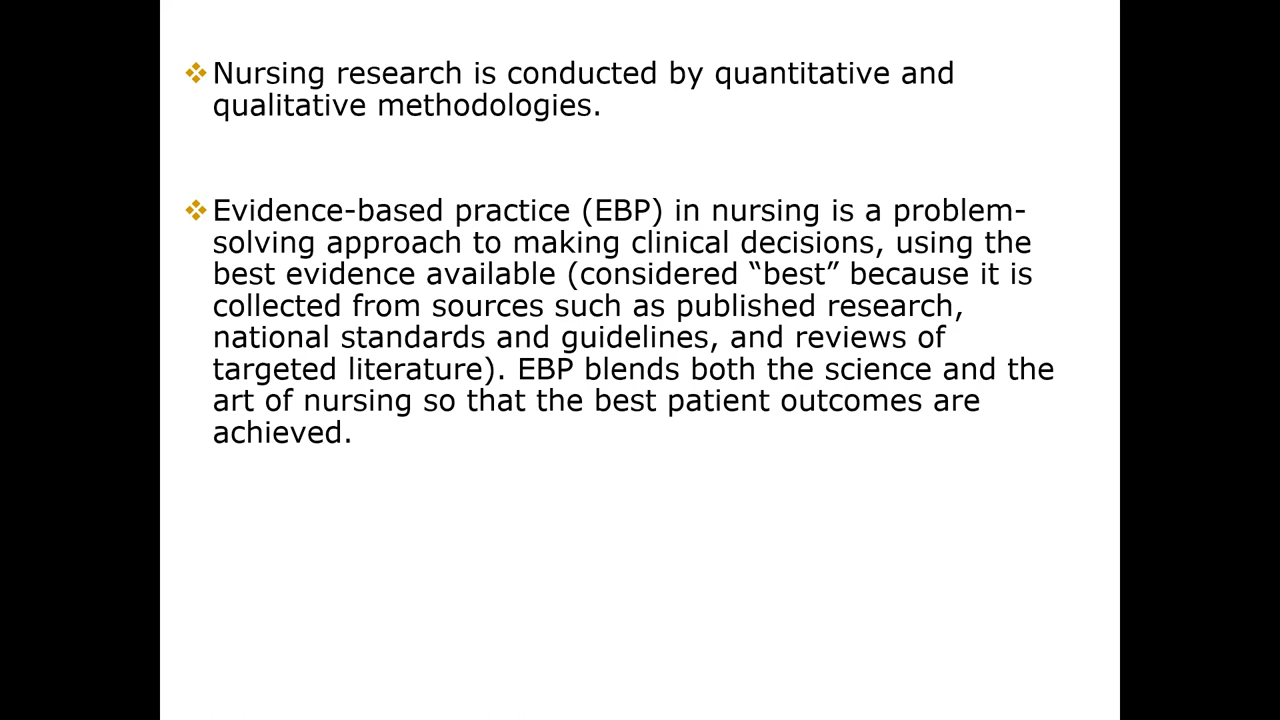 ❖Nursing research is conducted by quantitative and
qualitative methodologies.
❖Evidence-based practice (EBP) in nursing is a problem-
solving approach to making clinical decisions, using the
best evidence available (considered “best” because it is
collected from sources such as published research,
national standards and guidelines, and reviews of
targeted literature). EBP blends both the science and the
art of nursing so that the best patient outcomes are
achieved.